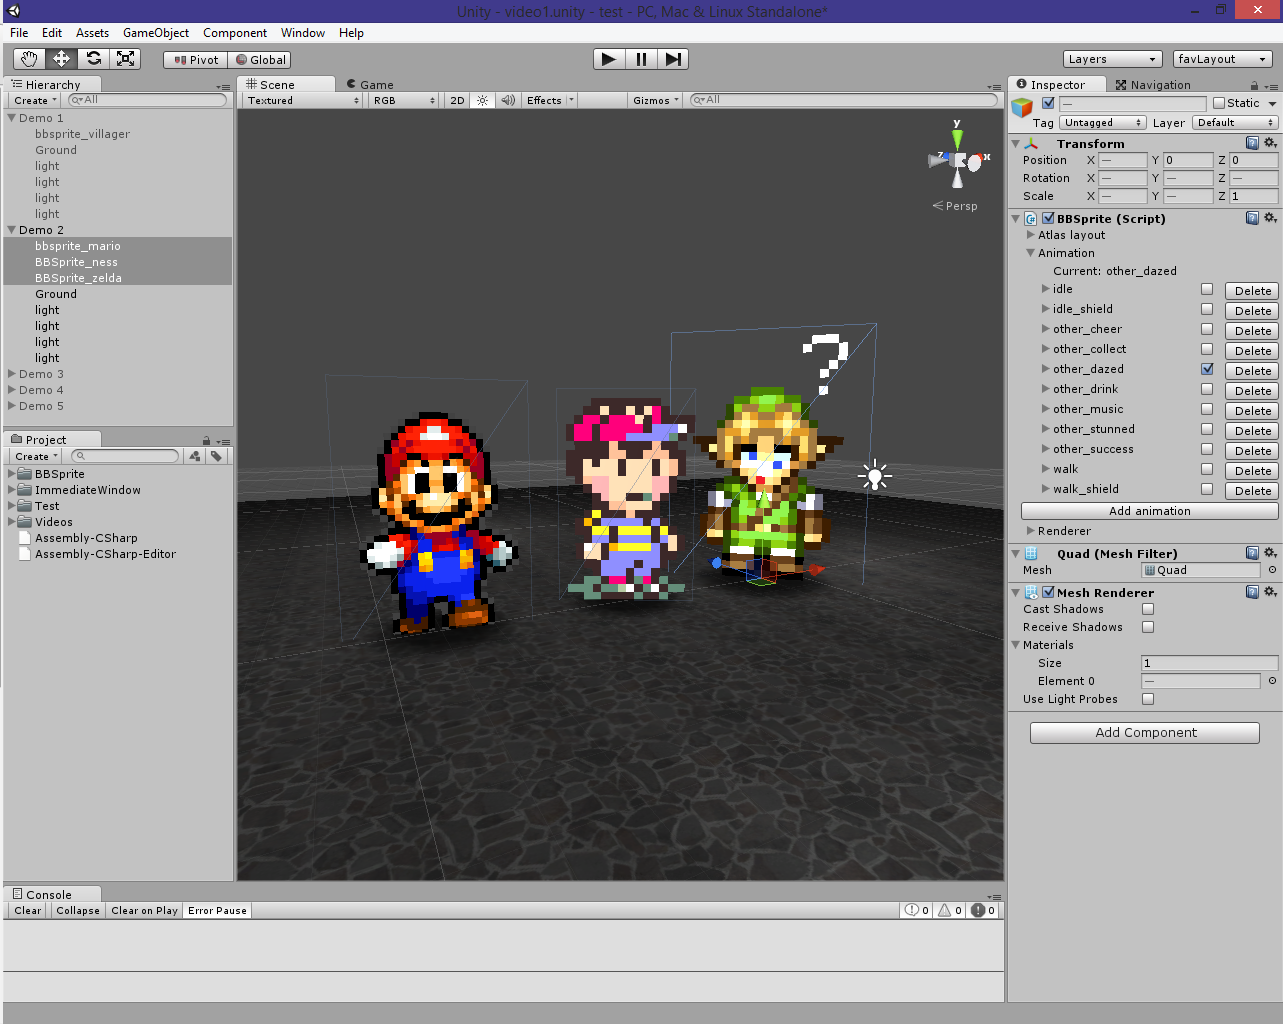 Unity - video1.unity - test - PC, Mac & Linux Standalone*
File Edit Assets GameObject Component Window Help
Pivot Global Layers favLayout
Hierarchy
Create All
Demo 1
bbsprite_villager
Ground
light
light
light
light
Demo 2
bbsprite_mario
BBSprite_ness
BBSprite_zelda
Ground
light
light
light
light
Demo 3
Demo 4
Demo 5
Project
Create
BBSprite
ImmediateWindow
Test
Videos
Assembly-CSharp
Assembly-CSharp-Editor
Scene Game
Textured RGB 2D Effects Gizmos All
y
z x
Persp
?
Inspector Navigation
— Static
Tag Untagged Layer Default
Transform
Position X — Y 0 Z 0
Rotation X — Y — Z —
Scale X — Y — Z 1
BBSprite (Script)
Atlas layout
Animation
Current: other_dazed
idle Delete
idle_shield Delete
other_cheer Delete
other_collect Delete
other_dazed Delete
other_drink Delete
other_music Delete
other_stunned Delete
other_success Delete
walk Delete
walk_shield Delete
Add animation
Renderer
Quad (Mesh Filter)
Mesh Quad
Mesh Renderer
Cast Shadows
Receive Shadows
Materials
Size 1
Element 0 —
Use Light Probes
Add Component
Console
Clear Collapse Clear on Play Error Pause 0 0 0